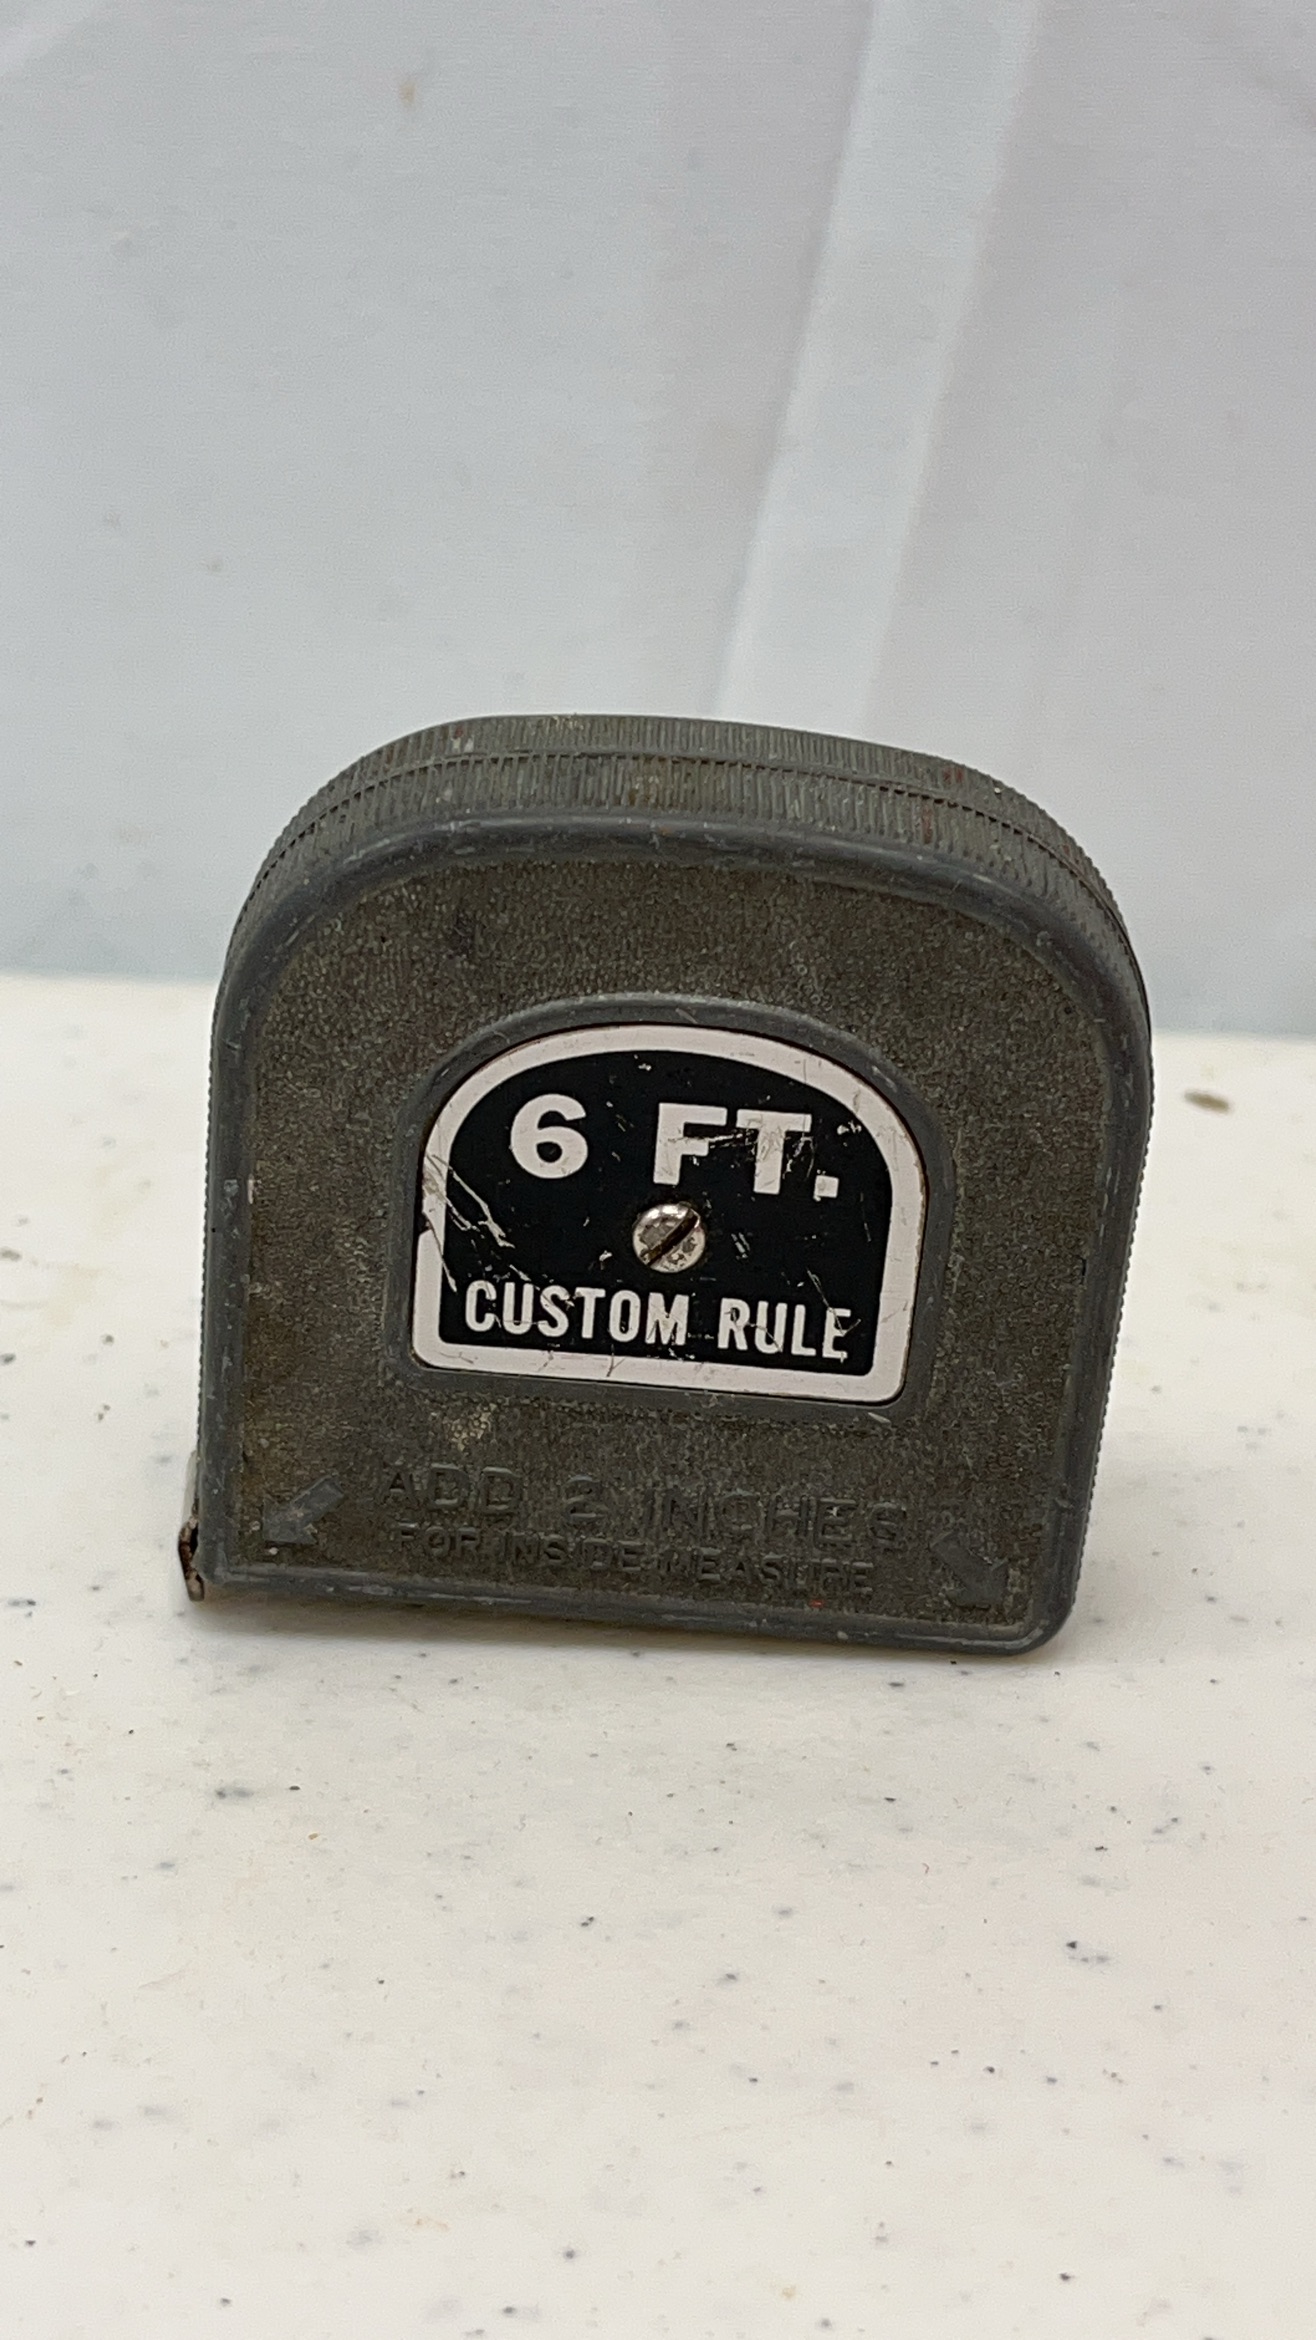 6 FT.
CUSTOM RULE
ADD 2 INCHES
FOR INSIDE MEASURE